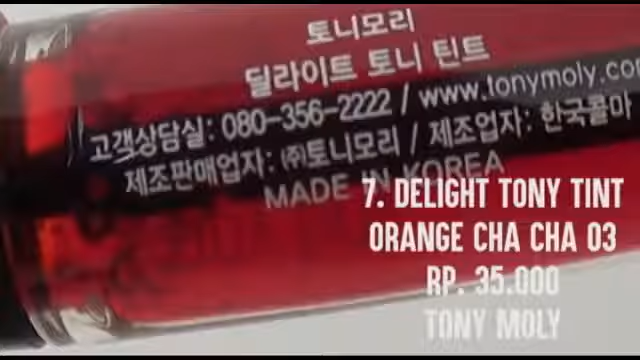 토니모리
딜라이트 토니 틴트
고객상담실: 080-356-2222 / www.tonymoly.com
제조판매업자: ㈜토니모리 / 제조업자: 한국콜마
MADE IN KOREA
7. DELIGHT TONY TINT
ORANGE CHA CHA 03
RP. 35.000
TONY MOLY